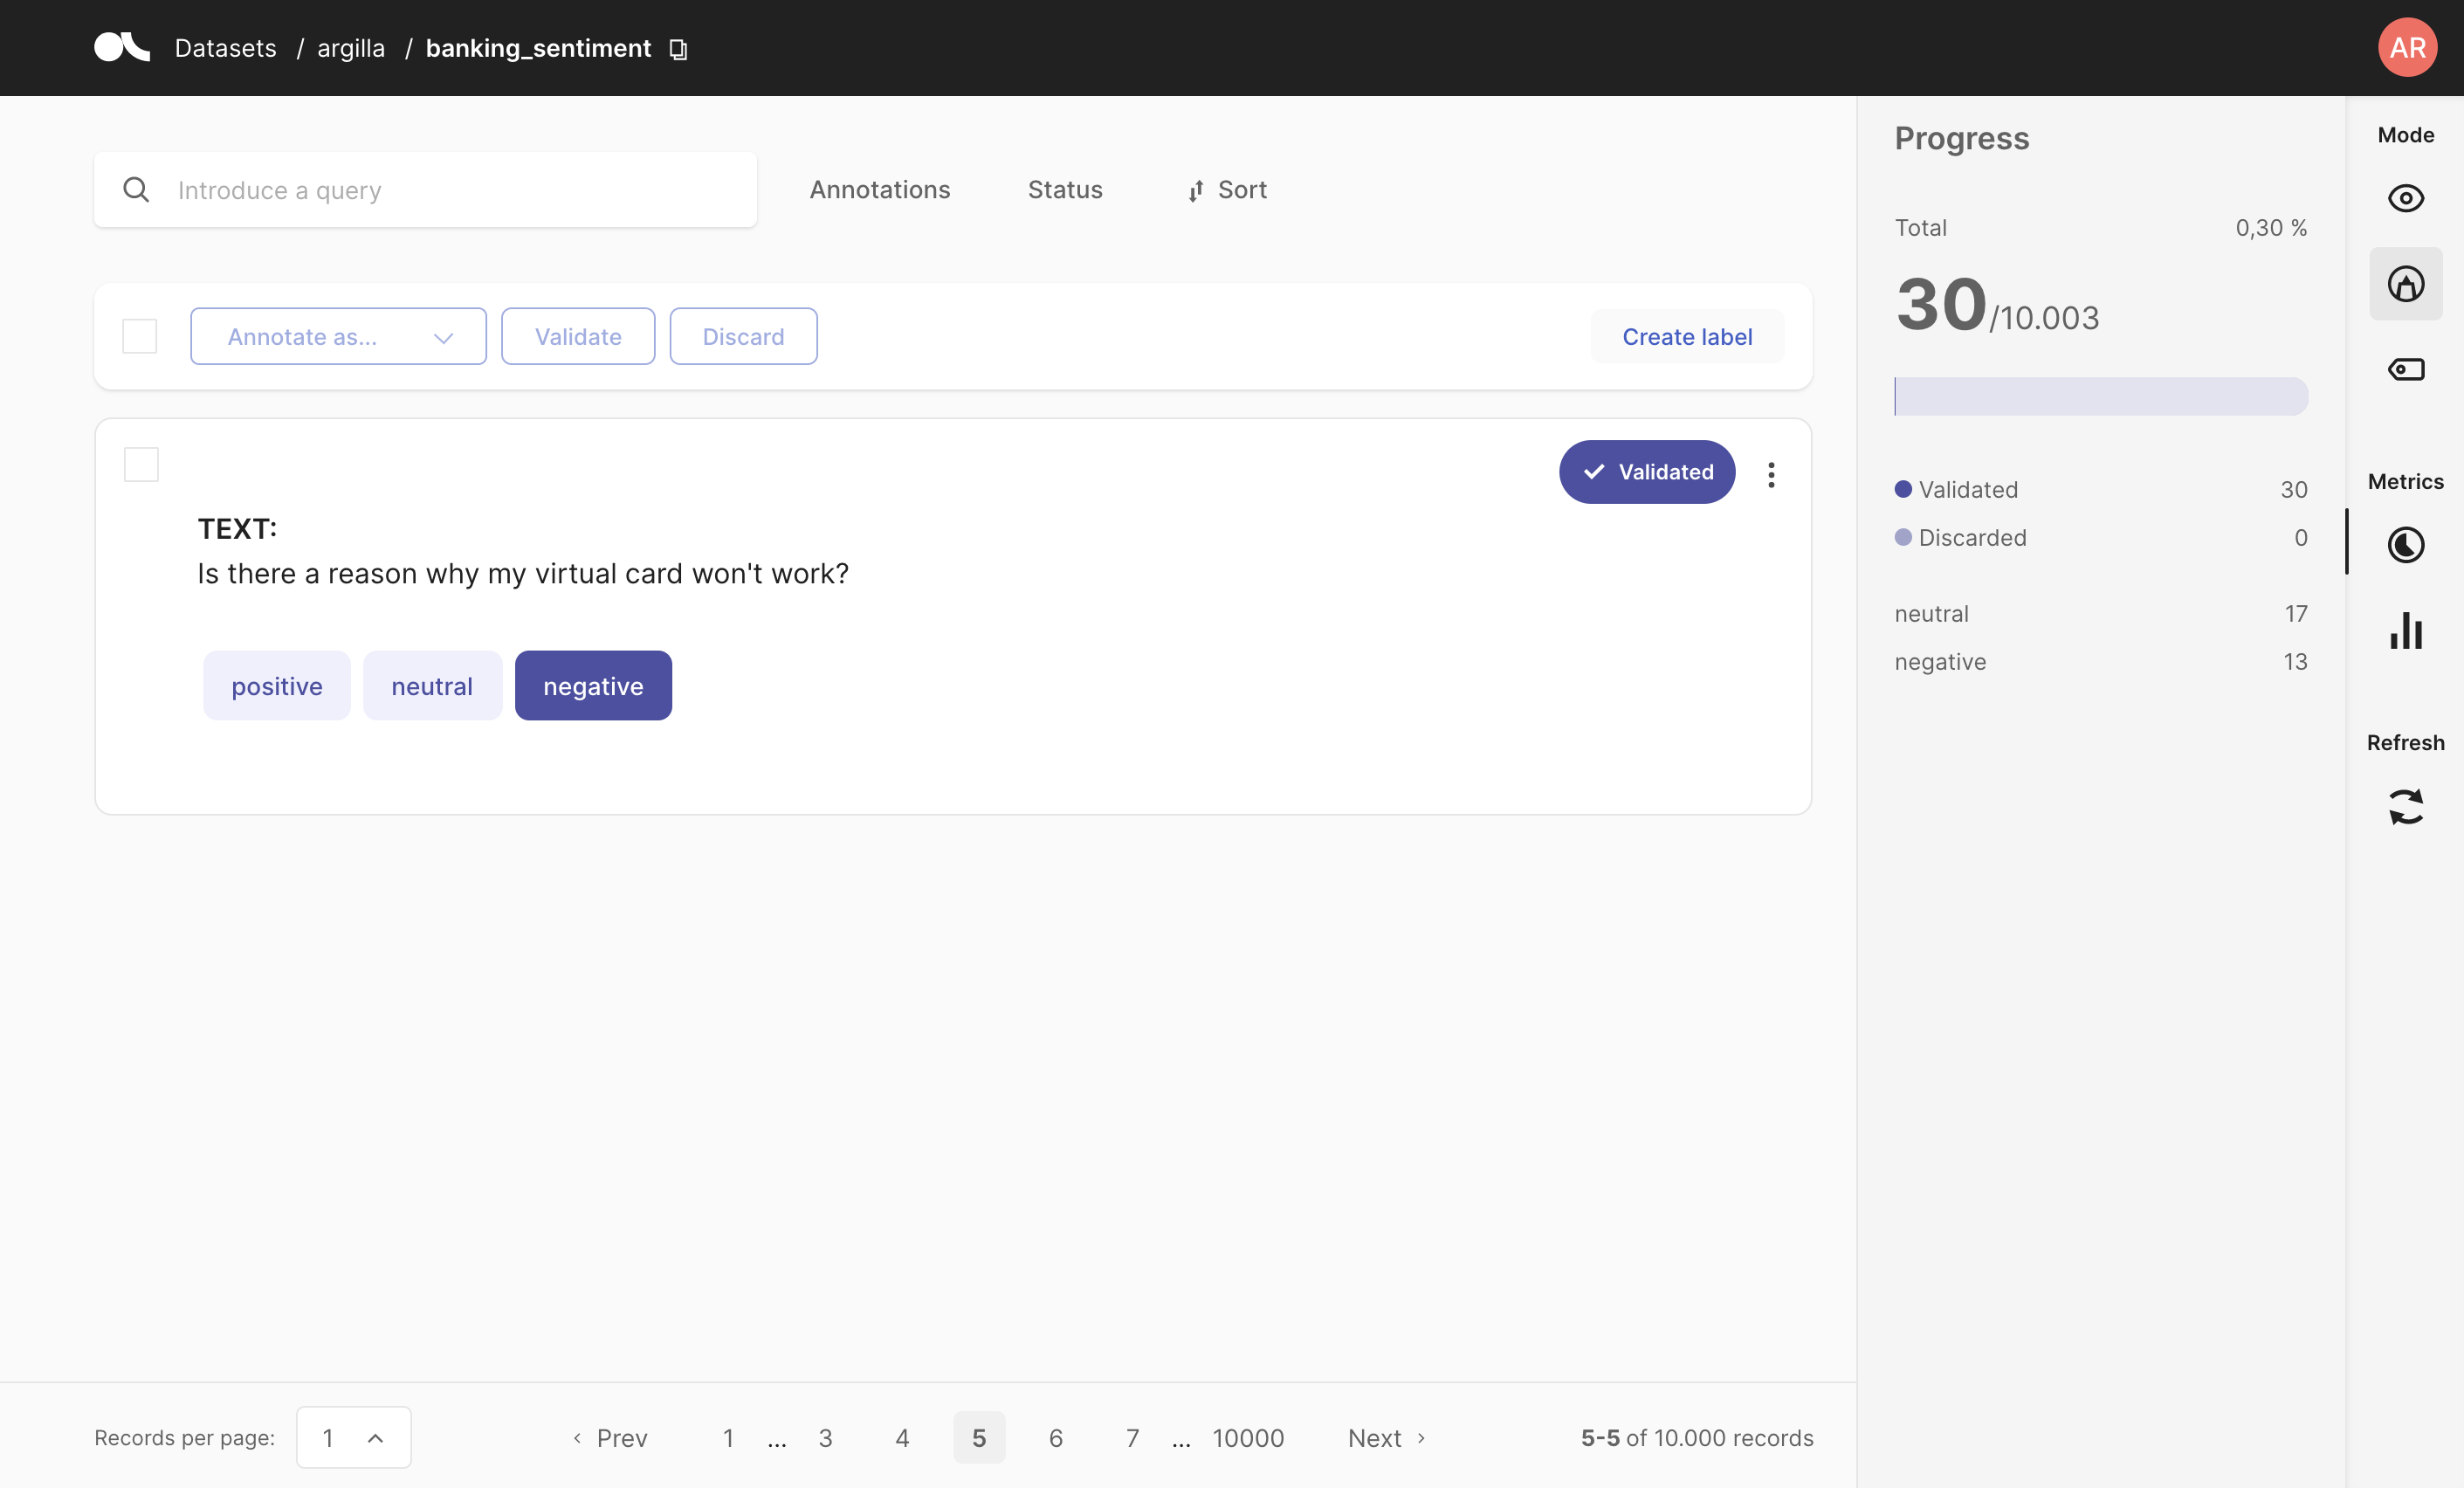 Datasets / argilla / banking_sentiment
AR
Introduce a query
Annotations
Status
Sort
Annotate as...
Validate
Discard
Create label
Validated
TEXT:
Is there a reason why my virtual card won't work?
positive
neutral
negative
Records per page:
1
Prev
1 ... 3 4 5 6 7 ... 10000
Next
5-5 of 10.000 records
Progress
Total 0,30 %
30/10.003
Validated 30
Discarded 0
neutral 17
negative 13
Mode
Metrics
Refresh